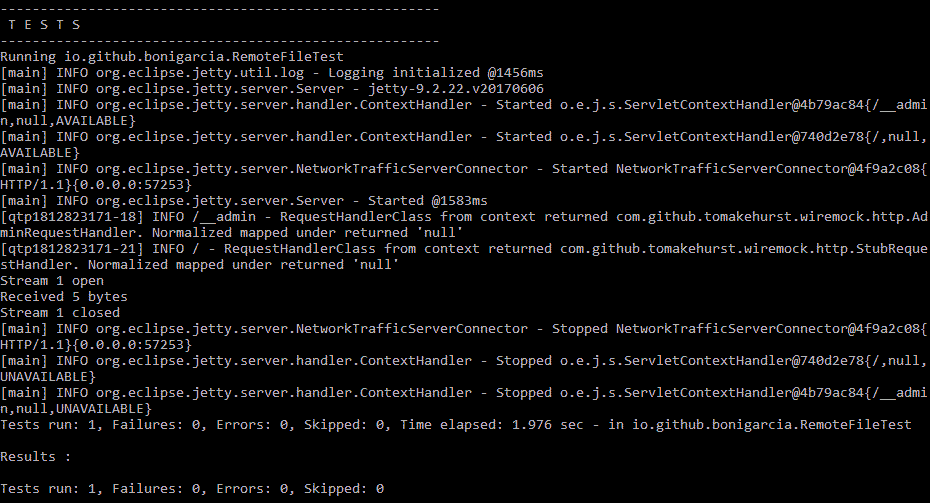 -------------------------------------------------------
 T E S T S
-------------------------------------------------------
Running io.github.bonigarcia.RemoteFileTest
[main] INFO org.eclipse.jetty.util.log - Logging initialized @1456ms
[main] INFO org.eclipse.jetty.server.Server - jetty-9.2.22.v20170606
[main] INFO org.eclipse.jetty.server.handler.ContextHandler - Started o.e.j.s.ServletContextHandler@4b79ac84{/__admi
n,null,AVAILABLE}
[main] INFO org.eclipse.jetty.server.handler.ContextHandler - Started o.e.j.s.ServletContextHandler@740d2e78{/,null,
AVAILABLE}
[main] INFO org.eclipse.jetty.server.NetworkTrafficServerConnector - Started NetworkTrafficServerConnector@4f9a2c08{
HTTP/1.1}{0.0.0.0:57253}
[main] INFO org.eclipse.jetty.server.Server - Started @1583ms
[qtp1812823171-18] INFO /__admin - RequestHandlerClass from context returned com.github.tomakehurst.wiremock.http.Ad
minRequestHandler. Normalized mapped under returned 'null'
[qtp1812823171-21] INFO / - RequestHandlerClass from context returned com.github.tomakehurst.wiremock.http.StubReque
stHandler. Normalized mapped under returned 'null'
Stream 1 open
Received 5 bytes
Stream 1 closed
[main] INFO org.eclipse.jetty.server.NetworkTrafficServerConnector - Stopped NetworkTrafficServerConnector@4f9a2c08{
HTTP/1.1}{0.0.0.0:57253}
[main] INFO org.eclipse.jetty.server.handler.ContextHandler - Stopped o.e.j.s.ServletContextHandler@740d2e78{/,null,
UNAVAILABLE}
[main] INFO org.eclipse.jetty.server.handler.ContextHandler - Stopped o.e.j.s.ServletContextHandler@4b79ac84{/__admi
n,null,UNAVAILABLE}
Tests run: 1, Failures: 0, Errors: 0, Skipped: 0, Time elapsed: 1.976 sec - in io.github.bonigarcia.RemoteFileTest

Results :

Tests run: 1, Failures: 0, Errors: 0, Skipped: 0